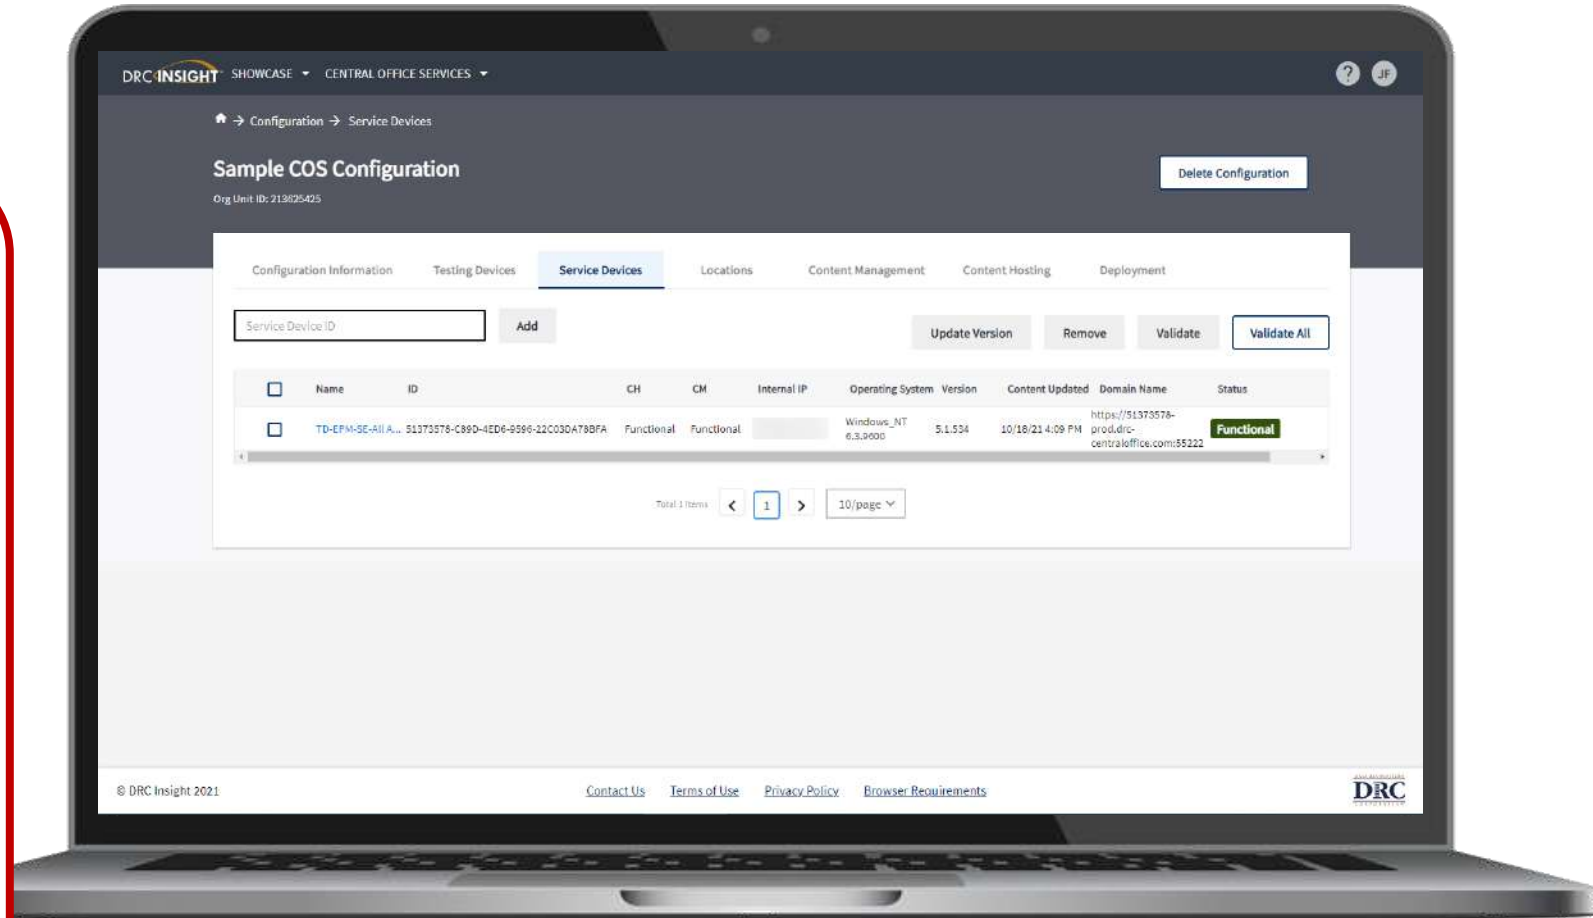 DRC INSIGHT SHOWCASE CENTRAL OFFICE SERVICES ? JF
→ Configuration → Service Devices
Sample COS Configuration
Delete Configuration
Org Unit ID: 213625425
Configuration Information Testing Devices Service Devices Locations Content Management Content Hosting Deployment
Service Device ID Add Update Version Remove Validate Validate All
Name ID CH CM Internal IP Operating System Version Content Updated Domain Name Status
TD-EPM-SE-All A... 51373578-C89D-4ED6-9596-22C03DA78BFA Functional Functional Windows_NT 6.3.9600 5.1.534 10/18/21 4:09 PM https://51373578-prod.drc-centraloffice.com:55222 Functional
Total 1 items 1 10/page
© DRC Insight 2021 Contact Us Terms of Use Privacy Policy Browser Requirements DRC